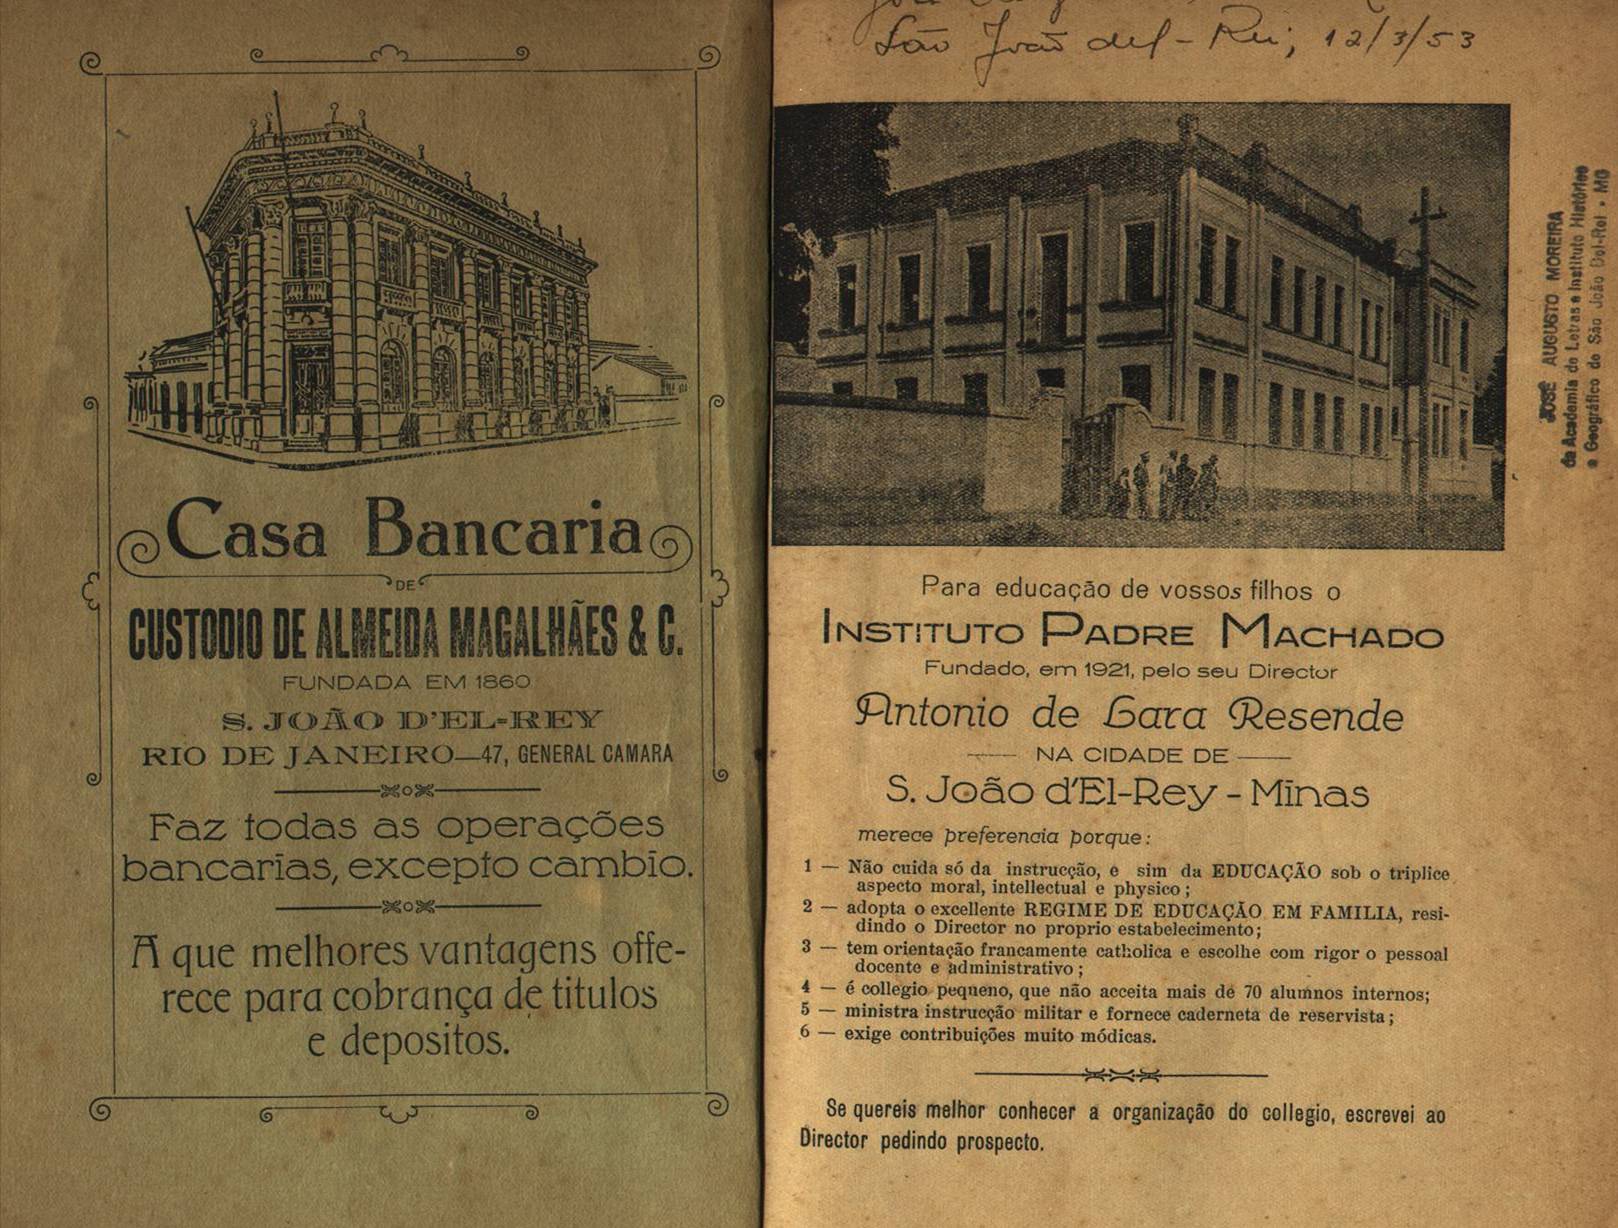 Casa Bancaria
DE
CUSTODIO DE ALMEIDA MAGALHÃES & C.
FUNDADA EM 1860
S. JOÃO D'EL-REY
RIO DE JANEIRO—47, GENERAL CAMARA
Faz todas as operações
bancarias, excepto cambio.
A que melhores vantagens offe-
rece para cobrança de titulos
e depositos.
São João del-Rei, 12/3/53
JOSÉ AUGUSTO MOREIRA
da Academia de Letras e Instituto Histórico
e Geográfico de São João Del-Rei - MG
Para educação de vossos filhos o
INSTITUTO PADRE MACHADO
Fundado, em 1921, pelo seu Director
Antonio de Lara Resende
— NA CIDADE DE —
S. João d'El-Rey - Minas
merece preferencia porque:
1 — Não cuida só da instrucção, e sim da EDUCAÇÃO sob o triplice
aspecto moral, intellectual e physico;
2 — adopta o excellente REGIME DE EDUCAÇÃO EM FAMILIA, resi-
dindo o Director no proprio estabelecimento;
3 — tem orientação francamente catholica e escolhe com rigor o pessoal
docente e administrativo;
4 — é collegio pequeno, que não acceita mais de 70 alumnos internos;
5 — ministra instrucção militar e fornece caderneta de reservista;
6 — exige contribuições muito módicas.
Se quereis melhor conhecer a organização do collegio, escrevei ao
Director pedindo prospecto.